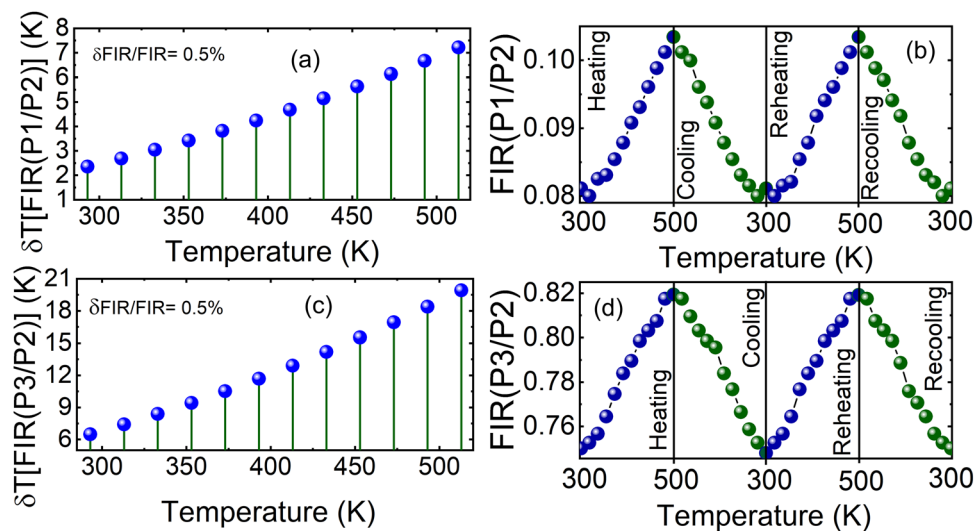 δT[FIR(P1/P2)] (K)
8
7
6
5
4
3
2
1
δFIR/FIR= 0.5%
(a)
300
350
400
450
500
Temperature (K)
FIR(P1/P2)
0.10
0.09
0.08
Heating
Cooling
Reheating
Recooling
(b)
300
500
300
500
300
Temperature (K)
δT[FIR(P3/P2)] (K)
21
18
15
12
9
6
δFIR/FIR= 0.5%
(c)
300
350
400
450
500
Temperature (K)
FIR(P3/P2)
0.82
0.80
0.78
0.76
(d)
Heating
Cooling
Reheating
Recooling
300
500
300
500
300
Temperature (K)